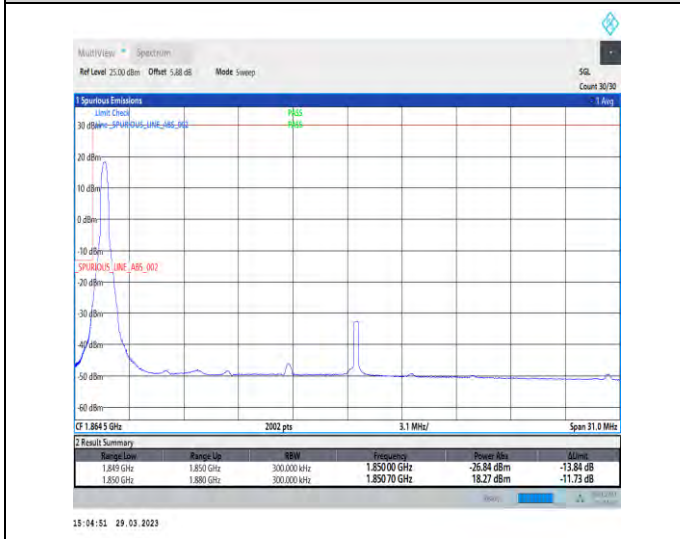 MultiView Spectrum
Ref Level 25.00 dBm Offset 5.88 dB Mode Sweep SGL
Count 30/30
1 Spurious Emissions 1 Avg
Limit Check PASS
30 dBm Line _SPURIOUS_LINE_ABS_002 PASS
20 dBm
10 dBm
0 dBm
-10 dBm
_SPURIOUS_LINE_ABS_002
-20 dBm
-30 dBm
-40 dBm
-50 dBm
-60 dBm
CF 1.864 5 GHz 2002 pts 3.1 MHz/ Span 31.0 MHz
2 Result Summary
Range Low Range Up RBW Frequency Power Abs ΔLimit
1.849 GHz 1.850 GHz 300.000 kHz 1.850 00 GHz -26.84 dBm -13.84 dB
1.850 GHz 1.880 GHz 300.000 kHz 1.850 70 GHz 18.27 dBm -11.73 dB
15:04:51 29.03.2023